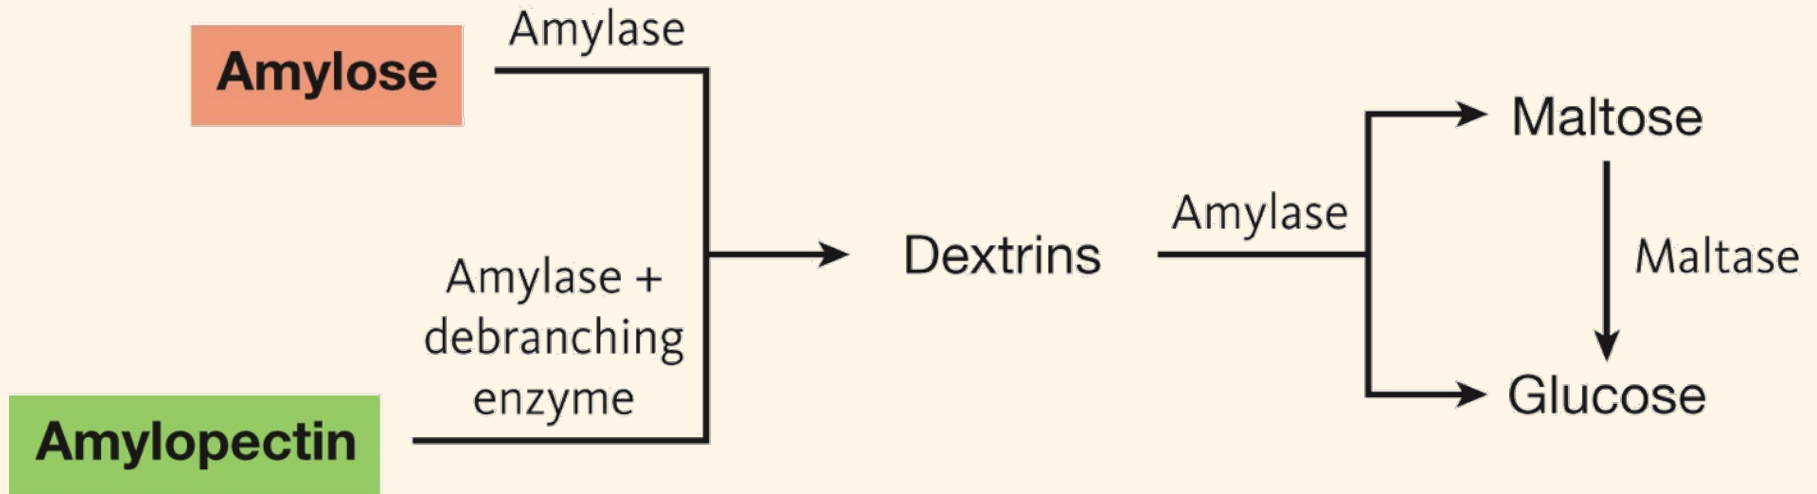 Amylose
Amylase
Amylase +
debranching
enzyme
Amylopectin
Dextrins
Amylase
Maltose
Maltase
Glucose